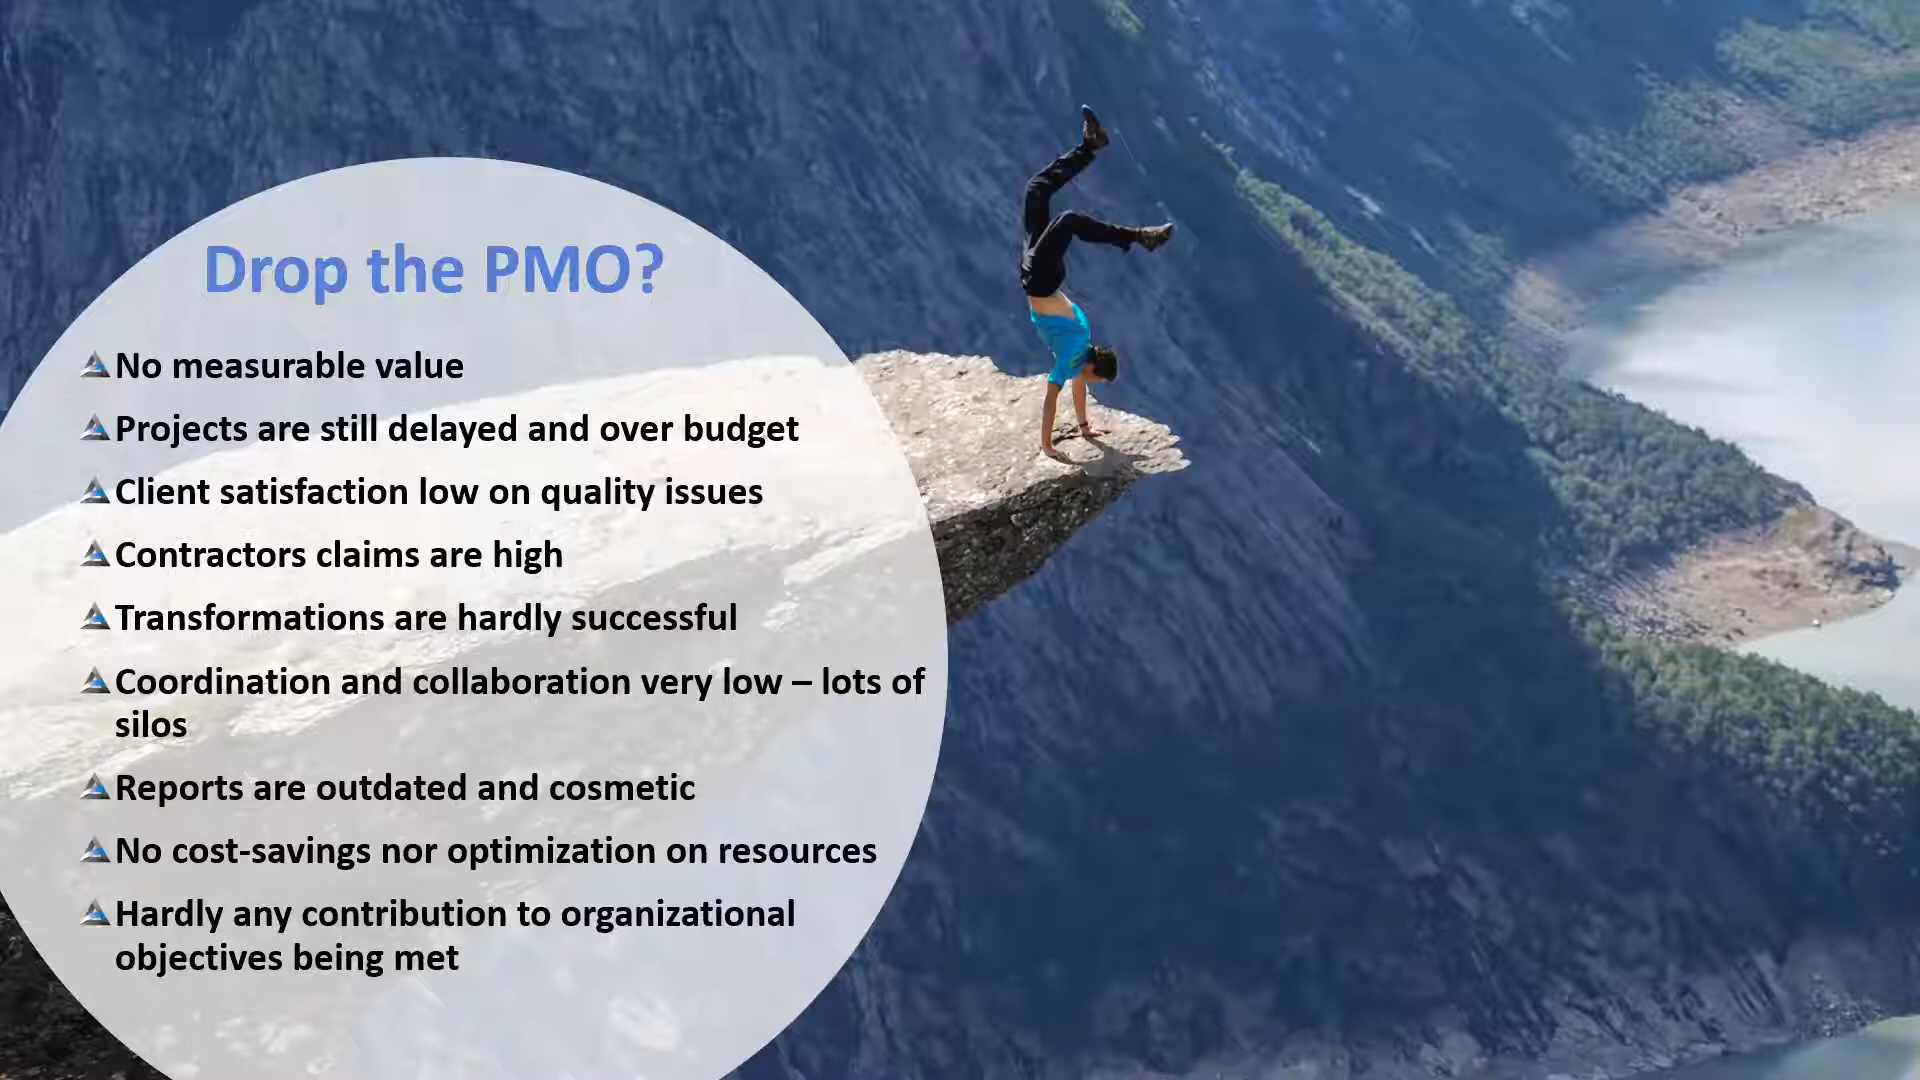 Drop the PMO?
No measurable value
Projects are still delayed and over budget
Client satisfaction low on quality issues
Contractors claims are high
Transformations are hardly successful
Coordination and collaboration very low – lots of
silos
Reports are outdated and cosmetic
No cost-savings nor optimization on resources
Hardly any contribution to organizational
objectives being met